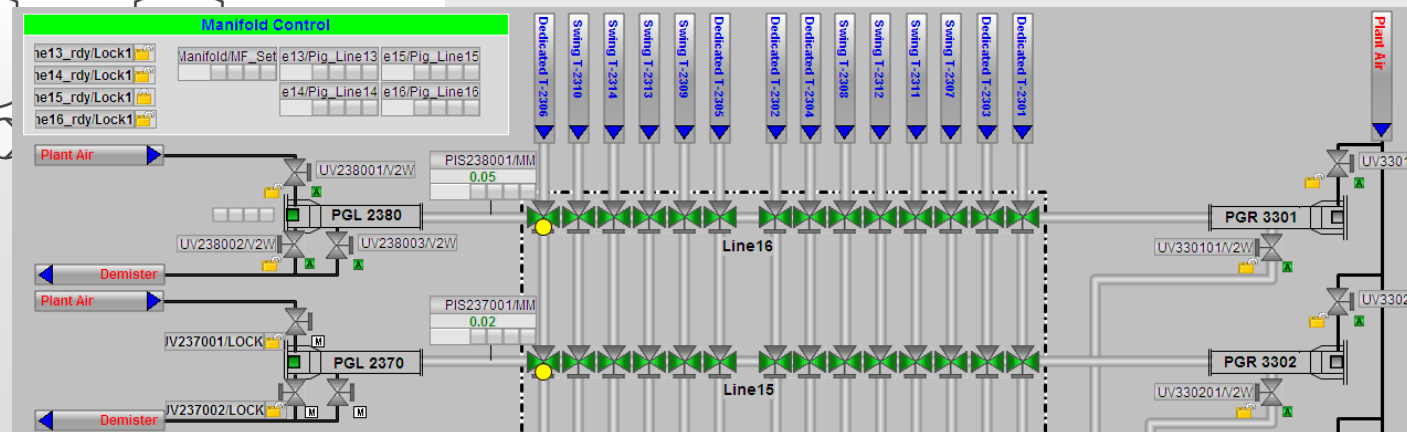 Manifold Control
ne13_rdy/Lock1
ne14_rdy/Lock1
ne15_rdy/Lock1
ne16_rdy/Lock1
Manifold/MF_Set
e13/Pig_Line13
e15/Pig_Line15
e14/Pig_Line14
e16/Pig_Line16
Dedicated T-2306
Swing T-2310
Swing T-2314
Swing T-2313
Swing T-2309
Dedicated T-2305
Dedicated T-2302
Dedicated T-2304
Swing T-2308
Swing T-2312
Swing T-2311
Swing T-2307
Dedicated T-2303
Dedicated T-2301
Plant Air
Plant Air
UV238001/V2W
A
PIS238001/MM
0.05
UV3301
A
PGL 2380
PGR 3301
UV238002/V2W
UV238003/V2W
A
A
Line16
UV330101/V2W
A
Demister
Plant Air
PIS237001/MM
0.02
UV3302
A
UV237001/LOCK
M
PGL 2370
PGR 3302
Line15
UV330201/V2W
A
UV237002/LOCK
M
M
Demister